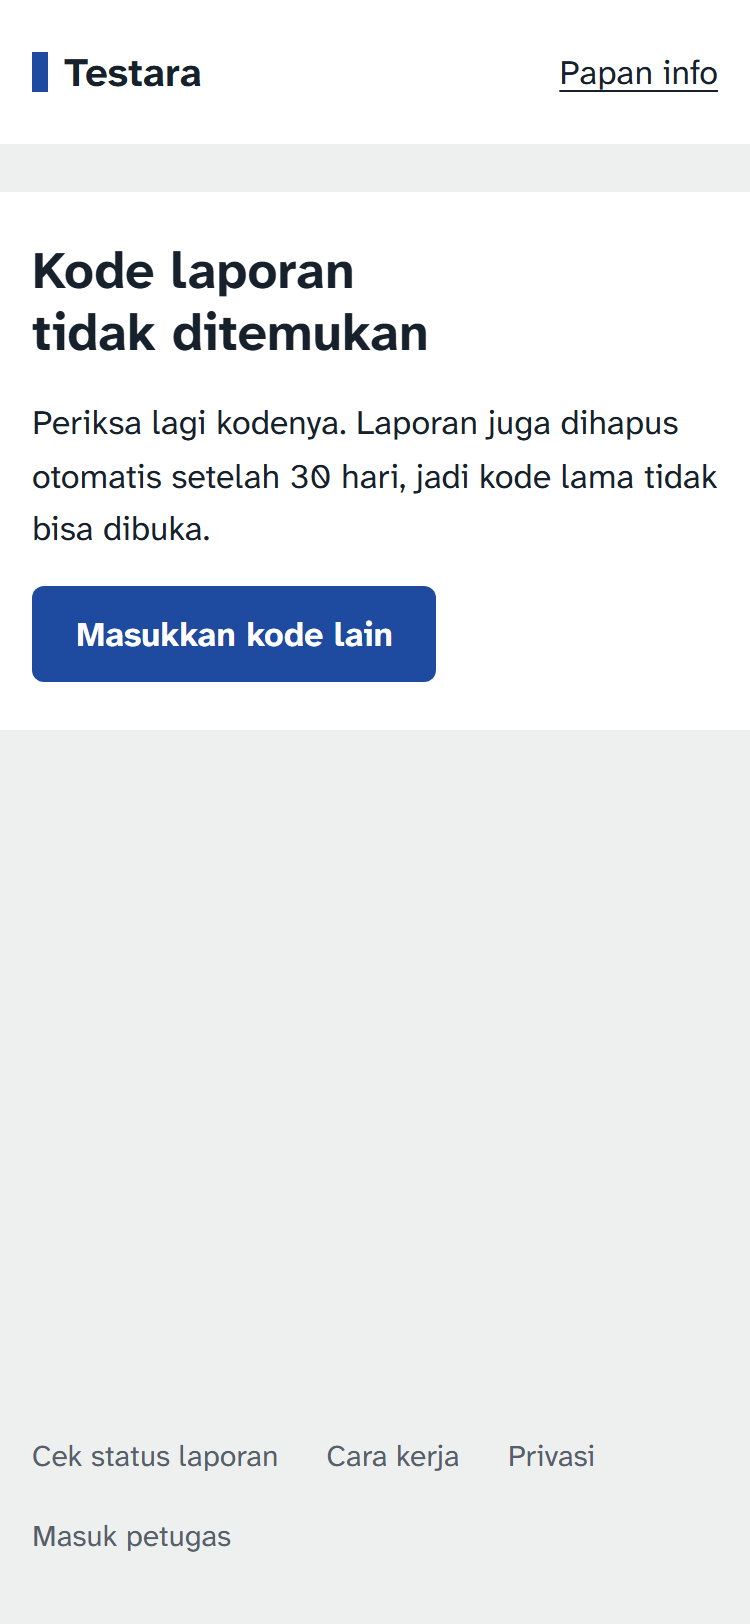 Testara
Papan info
Kode laporan
tidak ditemukan
Periksa lagi kodenya. Laporan juga dihapus
otomatis setelah 30 hari, jadi kode lama tidak
bisa dibuka.
Masukkan kode lain
Cek status laporan
Cara kerja
Privasi
Masuk petugas